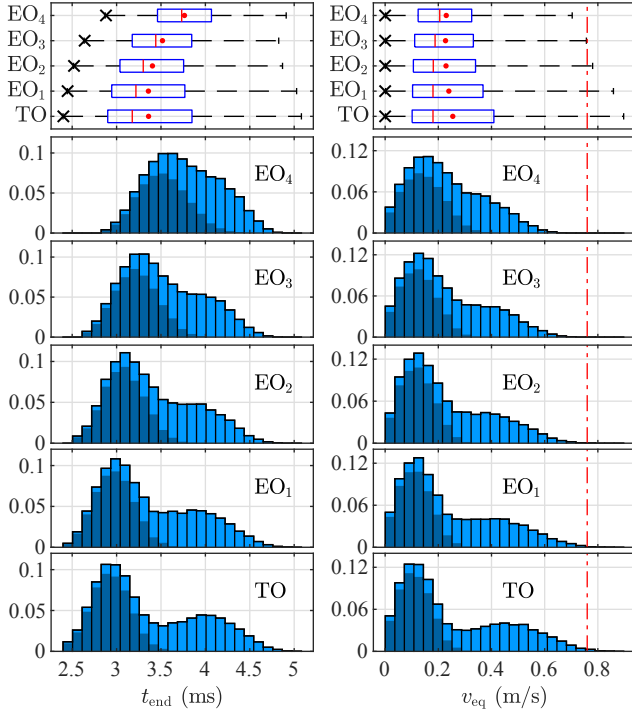 EO4
EO3
EO2
EO1
TO
0.1 EO4 0.12 EO4
0.05 0.06
0 0
0.1 EO3 0.12 EO3
0.05 0.06
0 0
0.1 EO2 0.12 EO2
0.05 0.06
0 0
0.1 EO1 0.12 EO1
0.05 0.06
0 0
0.1 TO 0.12 TO
0.05 0.06
0 0
2.5 3 3.5 4 4.5 5 0 0.2 0.4 0.6 0.8
tend (ms) veq (m/s)
EO4
EO3
EO2
EO1
TO